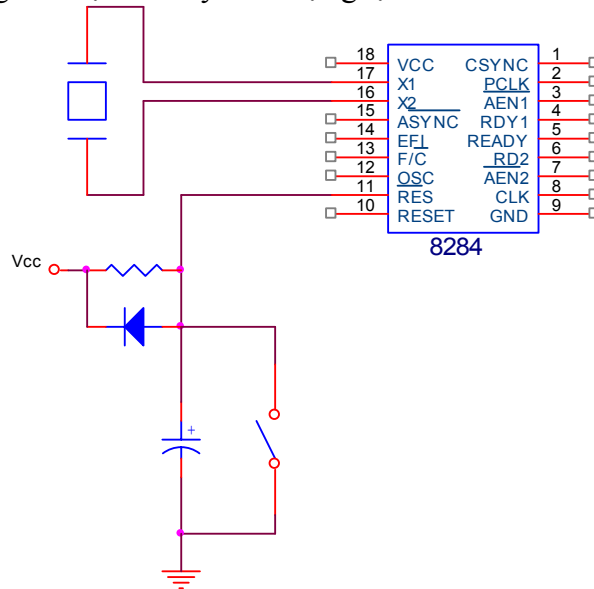 18 VCC CSYNC 1
17 X1 PCLK 2
16 X2 AEN1 3
15 ASYNC RDY1 4
14 EFI READY 5
13 F/C RD2 6
12 OSC AEN2 7
11 RES CLK 8
10 RESET GND 9
8284
Vcc
+